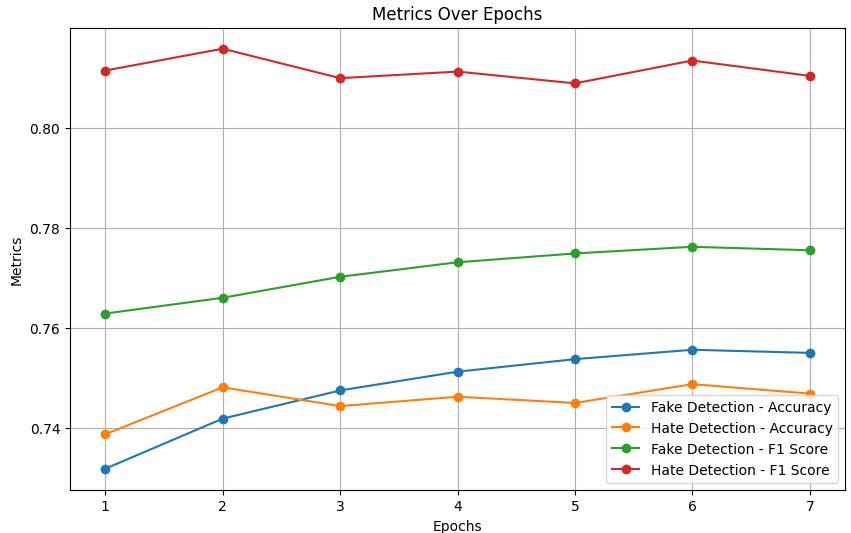 Metrics Over Epochs
Metrics
0.80
0.78
0.76
0.74
1 2 3 4 5 6 7
Epochs
Fake Detection - Accuracy
Hate Detection - Accuracy
Fake Detection - F1 Score
Hate Detection - F1 Score